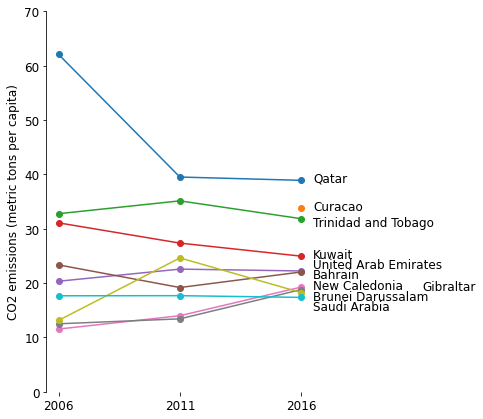 70
60
50
40
30
20
10
0
CO2 emissions (metric tons per capita)
2006
2011
2016
Qatar
Curacao
Trinidad and Tobago
Kuwait
United Arab Emirates
Bahrain
New Caledonia
Gibraltar
Brunei Darussalam
Saudi Arabia